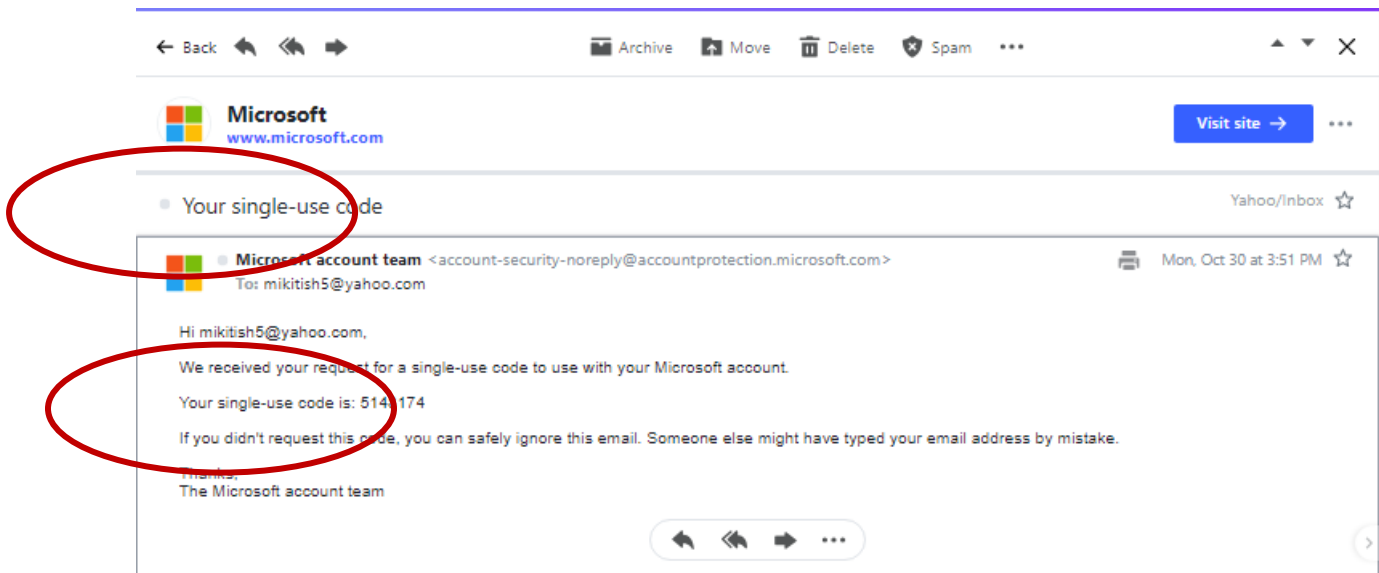 Back
Archive Move Delete Spam
Microsoft
www.microsoft.com
Visit site →
Your single-use code
Yahoo/Inbox
Microsoft account team <account-security-noreply@accountprotection.microsoft.com>
Mon, Oct 30 at 3:51 PM
To: mikitish5@yahoo.com
Hi mikitish5@yahoo.com,
We received your request for a single-use code to use with your Microsoft account.
Your single-use code is:
If you didn't request this code, you can safely ignore this email. Someone else might have typed your email address by mistake.
Thanks,
The Microsoft account team